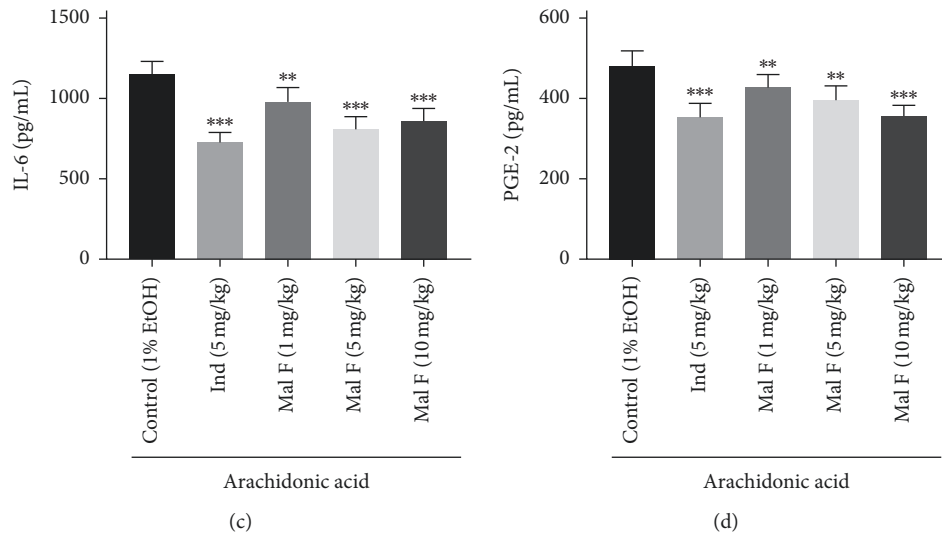 1500
1000
500
0
IL-6 (pg/mL)
***
**
***
***
Control (1% EtOH)
Ind (5 mg/kg)
Mal F (1 mg/kg)
Mal F (5 mg/kg)
Mal F (10 mg/kg)
Arachidonic acid
(c)
600
400
200
0
PGE-2 (pg/mL)
***
**
**
***
Control (1% EtOH)
Ind (5 mg/kg)
Mal F (1 mg/kg)
Mal F (5 mg/kg)
Mal F (10 mg/kg)
Arachidonic acid
(d)